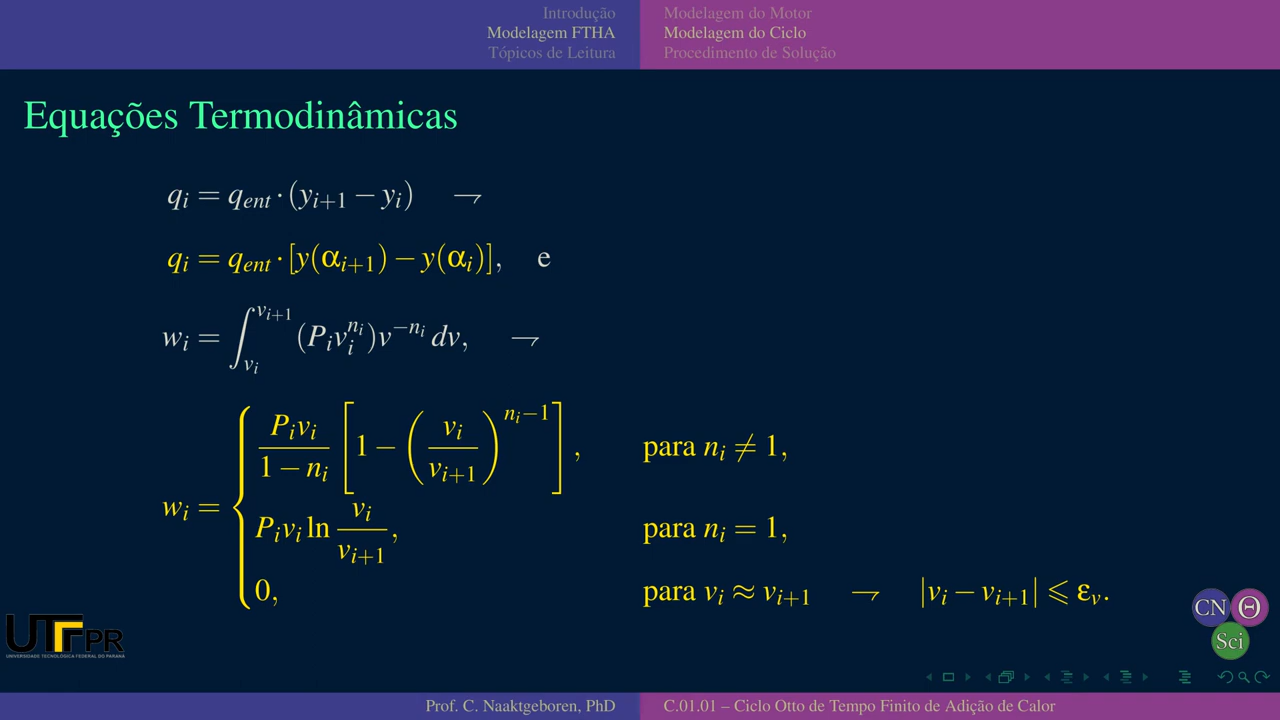 Introdução
Modelagem FTHA
Tópicos de Leitura
Modelagem do Motor
Modelagem do Ciclo
Procedimento de Solução
Equações Termodinâmicas
q_i = q_ent · (y_{i+1} − y_i) ⇁
q_i = q_ent · [y(α_{i+1}) − y(α_i)], e
w_i = ∫_{v_i}^{v_{i+1}} (P_i v_i^{n_i}) v^{−n_i} dv, ⇁
w_i = { \frac{P_i v_i}{1 − n_i} [1 − (\frac{v_i}{v_{i+1}})^{n_i−1}], para n_i ≠ 1,
P_i v_i ln \frac{v_i}{v_{i+1}}, para n_i = 1,
0, para v_i ≈ v_{i+1} ⇁ |v_i − v_{i+1}| ⩽ ε_v.
UTFPR
UNIVERSIDADE TECNOLÓGICA FEDERAL DO PARANÁ
CN Θ
Sci
Prof. C. Naaktgeboren, PhD
C.01.01 – Ciclo Otto de Tempo Finito de Adição de Calor